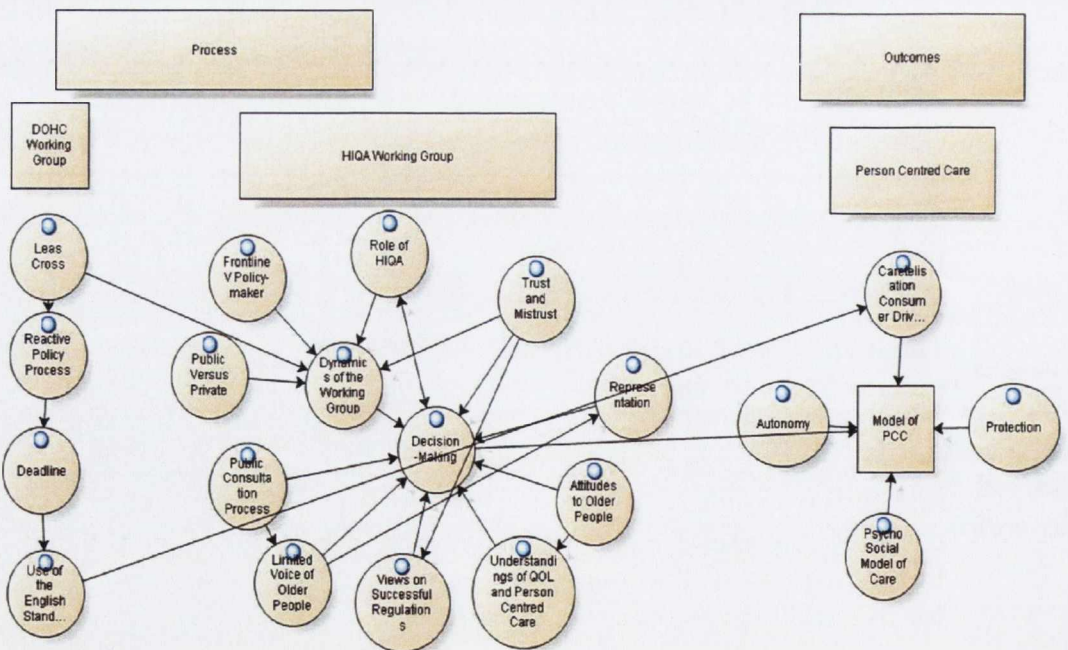 Process
Outcomes
DOHC
Working
Group
HIQA Working Group
Person Centred Care
Leas
Cross
Frontline
V Policy-
maker
Role of
HIQA
Trust
and
Mistrust
Caretelis
ation
Consum
er Driv...
Reactive
Policy
Process
Public
Versus
Private
Dynamic
s of the
Working
Group
Represe
ntation
Decision
-Making
Autonomy
Model of
PCC
Protection
Deadline
Public
Consulta
tion
Process
Attitudes
to Older
People
Use of
the
English
Stand...
Limited
Voice of
Older
People
Views on
Successful
Regulation
s
Understandi
ngs of QOL
and Person
Centred
Care
Psycho
Social
Model of
Care